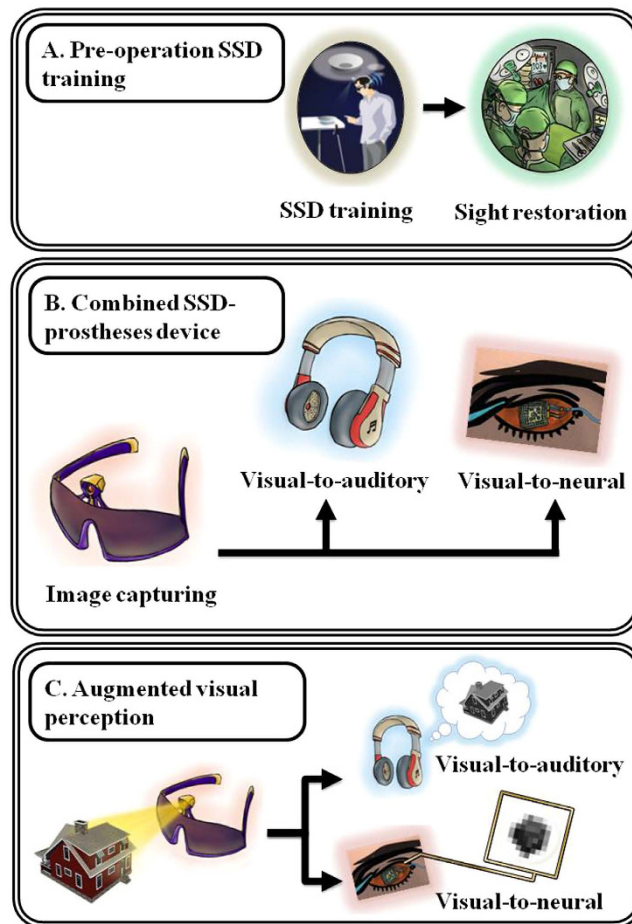 A. Pre-operation SSD
training
SSD training
Sight restoration
B. Combined SSD-
prostheses device
Visual-to-auditory
Visual-to-neural
Image capturing
C. Augmented visual
perception
Visual-to-auditory
Visual-to-neural